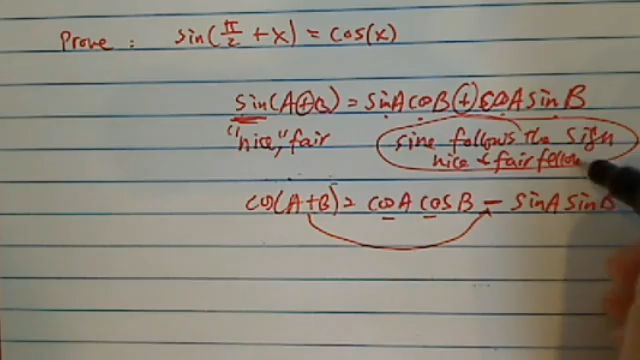 Prove : sin(π/2 + x) = cos(x)
sin(A+B) = sinA cosB + cosA sinB
"nice," fair
sine follows the sign
nice & fair fellow
cos(A+B) = cosA cosB - sinA sinB